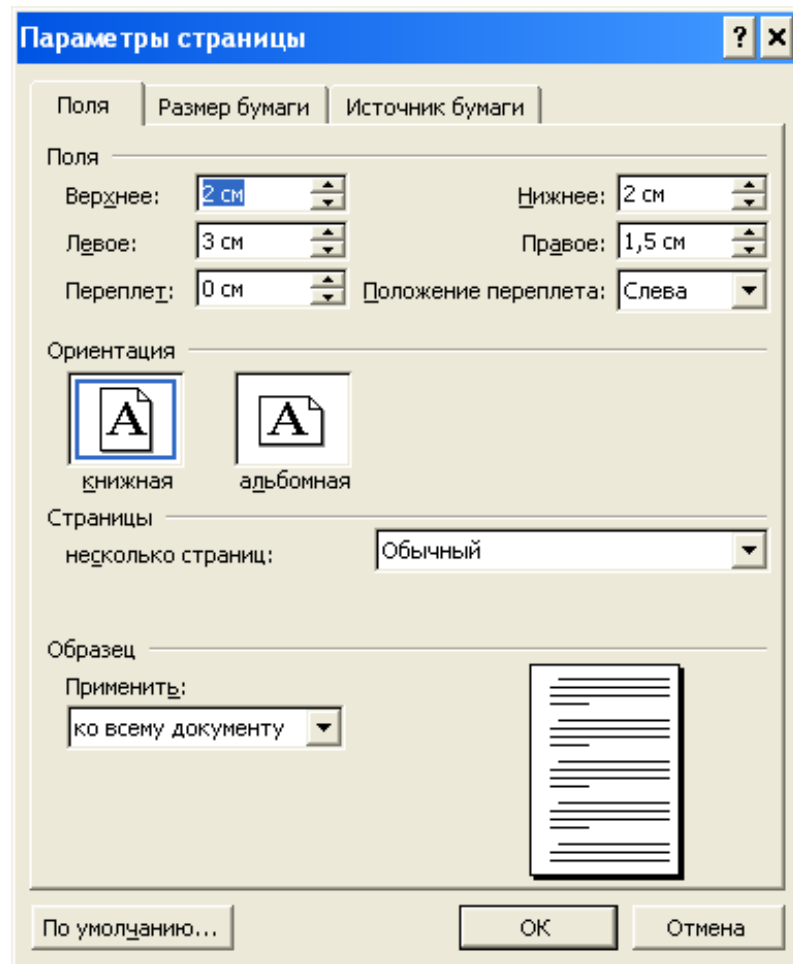 Параметры страницы
Поля Размер бумаги Источник бумаги
Поля
Верхнее: 2 см Нижнее: 2 см
Левое: 3 см Правое: 1,5 см
Переплет: 0 см Положение переплета: Слева
Ориентация
A A
книжная альбомная
Страницы
несколько страниц: Обычный
Образец
Применить:
ко всему документу
По умолчанию... ОК Отмена